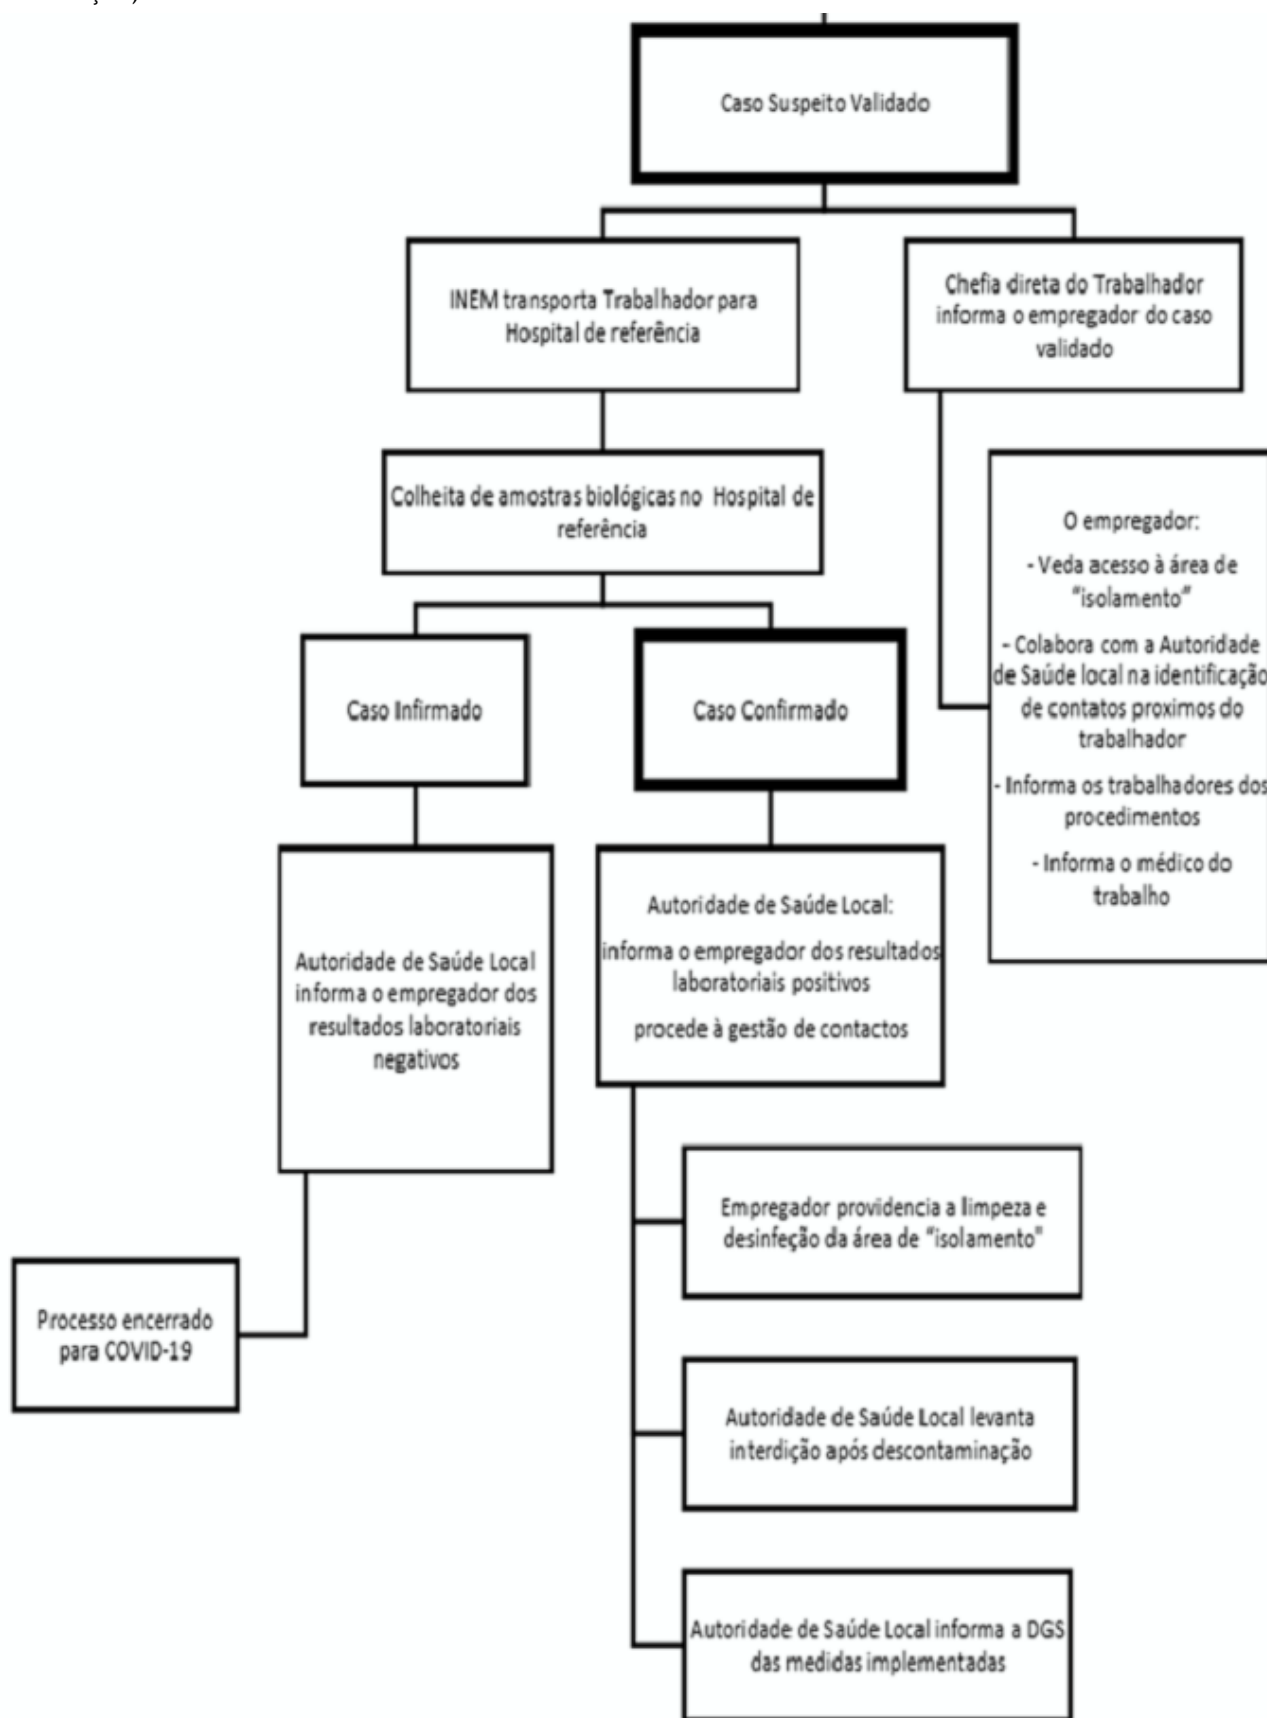 Caso Suspeito Validado
INEM transporta Trabalhador para
Hospital de referência
Chefia direta do Trabalhador
informa o empregador do caso
validado
Colheita de amostras biológicas no Hospital de
referência
O empregador:
- Veda acesso à área de
“isolamento”
- Colabora com a Autoridade
de Saúde local na identificação
de contatos proximos do
trabalhador
- Informa os trabalhadores dos
procedimentos
- Informa o médico do
trabalho
Caso Infirmado
Caso Confirmado
Autoridade de Saúde Local
informa o empregador dos
resultados laboratoriais
negativos
Autoridade de Saúde Local:
informa o empregador dos resultados
laboratoriais positivos
procede à gestão de contactos
Empregador providencia a limpeza e
desinfeção da área de “isolamento"
Processo encerrado
para COVID-19
Autoridade de Saúde Local levanta
interdição após descontaminação
Autoridade de Saúde Local informa a DGS
das medidas implementadas